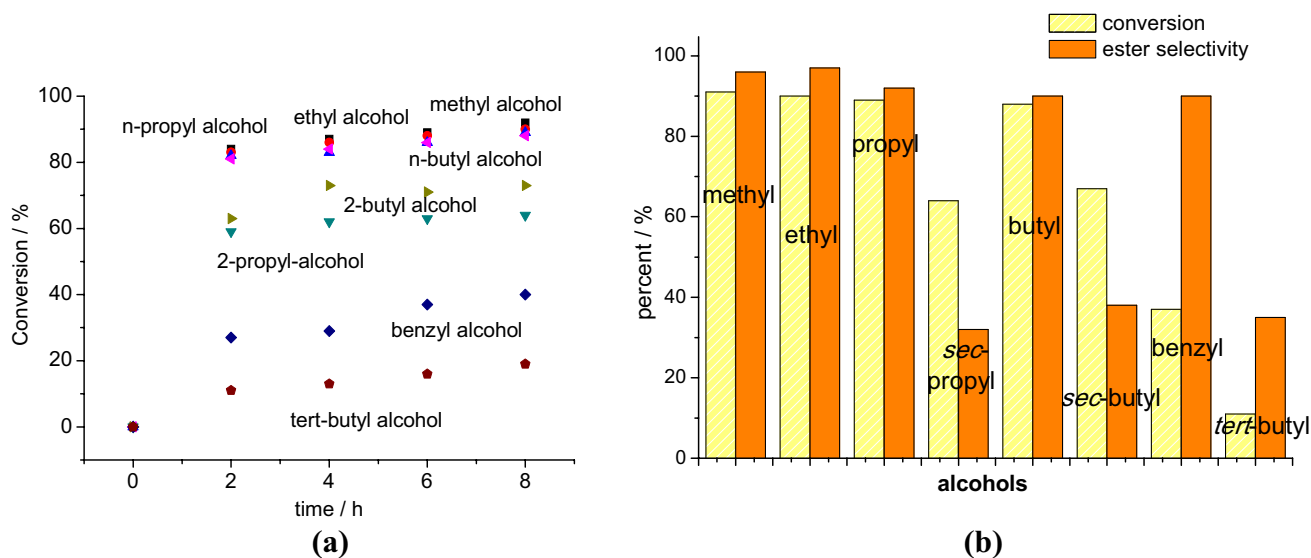 100
80
60
40
20
0
Conversion / %
n-propyl alcohol
ethyl alcohol
methyl alcohol
n-butyl alcohol
2-butyl alcohol
2-propyl-alcohol
benzyl alcohol
tert-butyl alcohol
0 2 4 6 8
time / h
(a)
conversion
ester selectivity
100
80
60
40
20
0
percent / %
methyl
ethyl
propyl
sec-
propyl
butyl
sec-butyl
benzyl
tert-butyl
alcohols
(b)